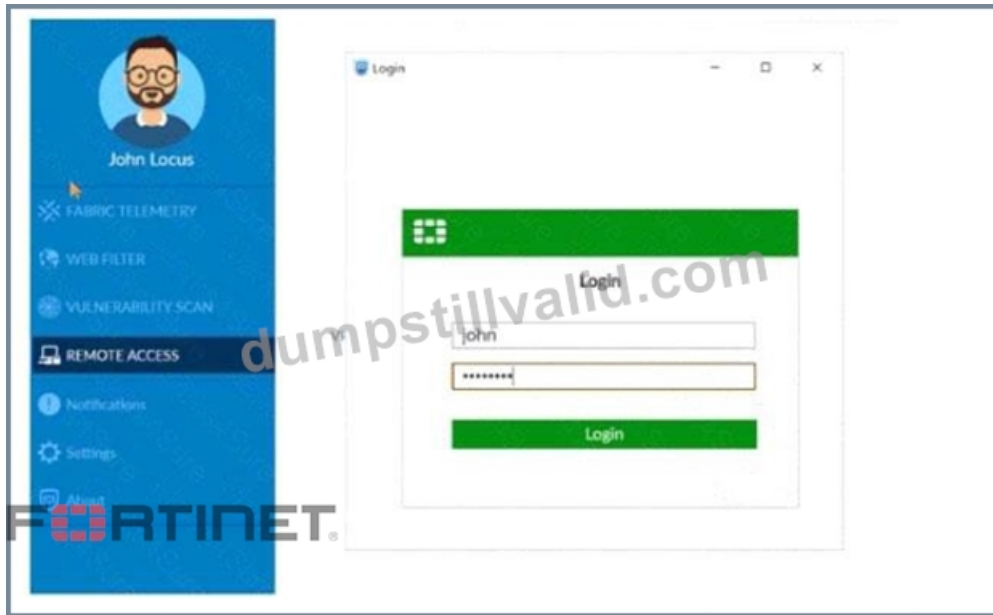 John Locus
FABRIC TELEMETRY
WEB FILTER
VULNERABILITY SCAN
REMOTE ACCESS
Notifications
Settings
About
FORTINET®
Login
Login
john
••••••••
Login
dumpstillvalid.com